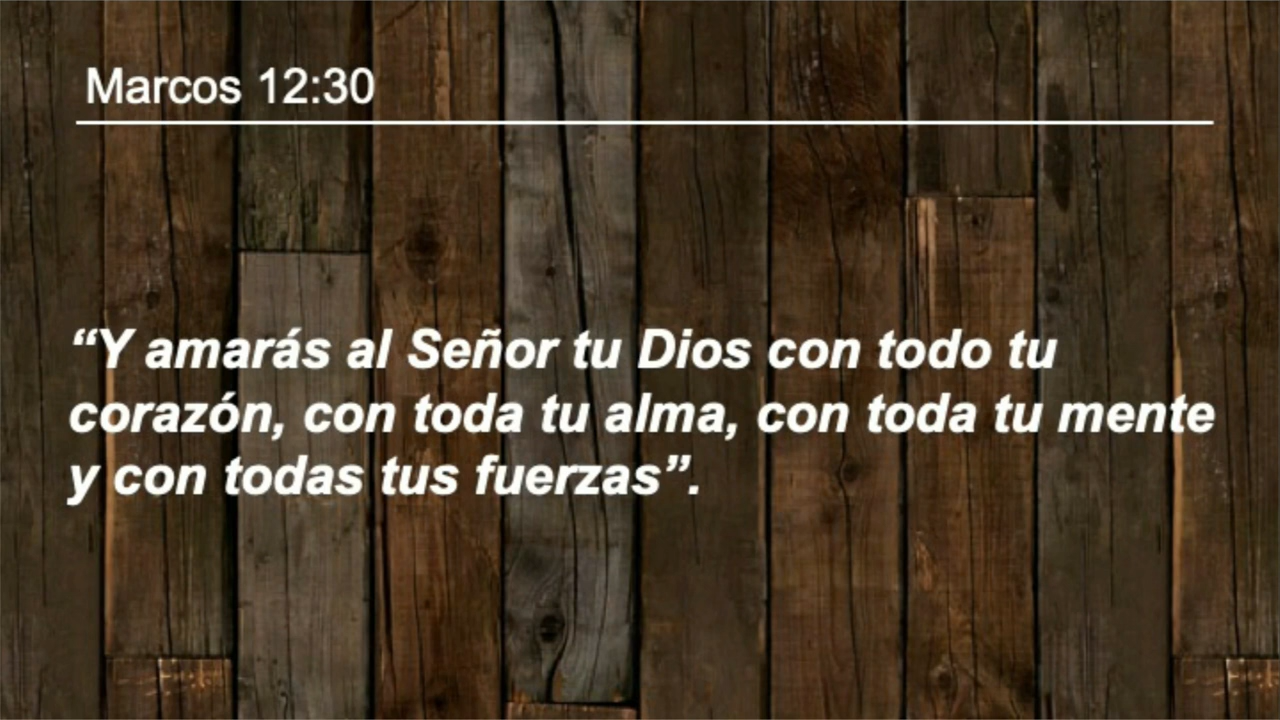 Marcos 12:30
“Y amarás al Señor tu Dios con todo tu
corazón, con toda tu alma, con toda tu mente
y con todas tus fuerzas”.